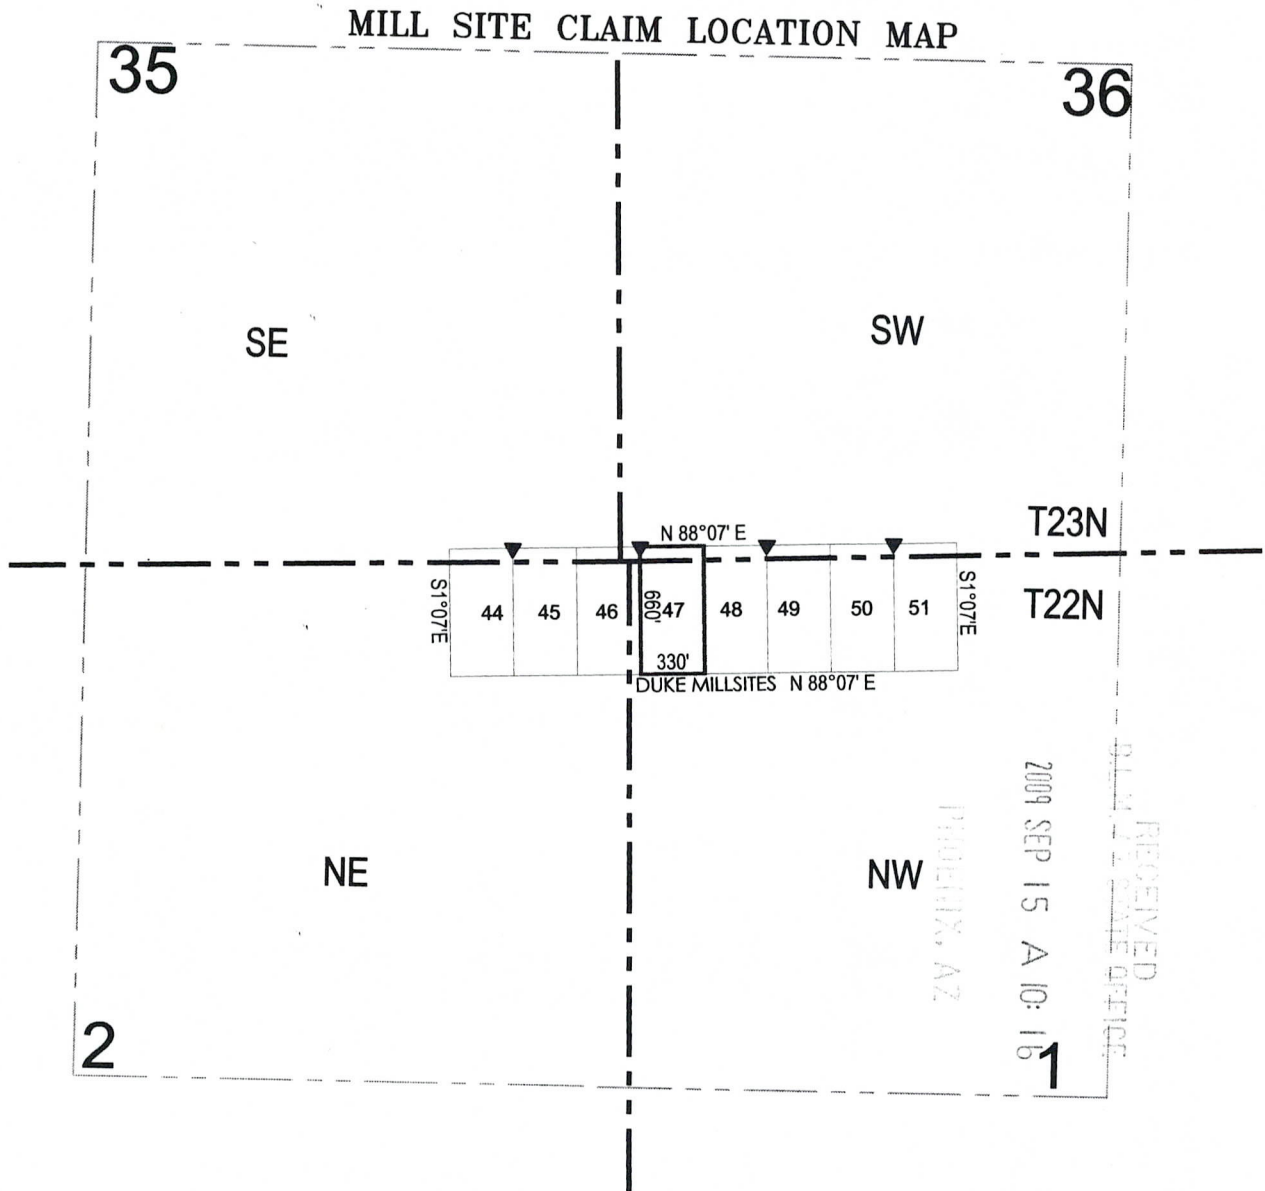 MILL SITE CLAIM LOCATION MAP
35
36
SE
SW
T23N
N 88°07' E
S1°07'E
44
45
46
660'
47
48
49
50
51
S1°07'E
T22N
330'
DUKE MILLSITES N 88°07' E
NE
NW
RECEIVED
STATE OFFICE
2009 SEP 15 A 10: 16
PHOENIX, AZ
2
1